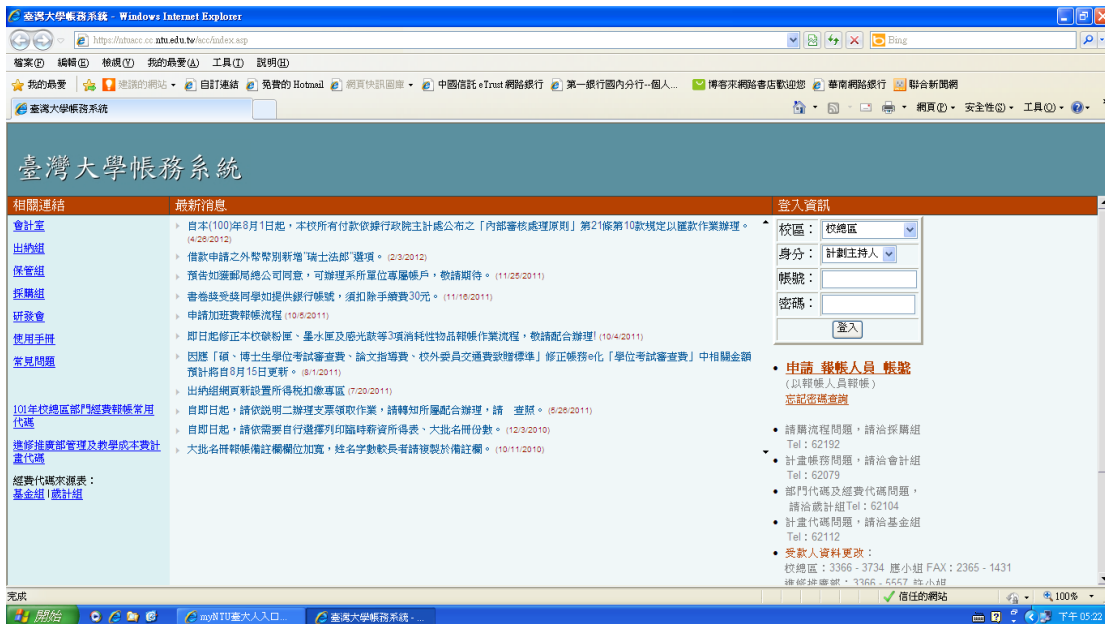 臺灣大學帳務系統 - Windows Internet Explorer
https://ntuacc.cc.ntu.edu.tw/acc/index.asp
Bing
檔案(F) 編輯(E) 檢視(V) 我的最愛(A) 工具(T) 說明(H)
我的最愛 建議的網站 自訂連結 免費的 Hotmail 網頁快訊圖庫 中國信託 eTrust 網路銀行 第一銀行國內分行--個人... 博客來網路書店歡迎您 華南網路銀行 聯合新聞網
臺灣大學帳務系統
網頁(P) 安全性(S) 工具(O)
臺灣大學帳務系統
相關連結
會計室
出納組
保管組
採購組
研發會
使用手冊
常見問題
101年校總區部門經費報帳常用
代碼
進修推廣部管理及教學成本費計
畫代碼
經費代碼來源表：
基金組 | 歲計組
最新消息
自本(100)年8月1日起，本校所有付款依據行政院主計處公布之「內部審核處理原則」第21條第10款規定以匯款作業辦理。
(4/26/2012)
借款申請之外幣幣別新增"瑞士法郎"選項。 (2/3/2012)
預告如獲郵局總公司同意，可辦理系所單位專屬帳戶，敬請期待。 (11/25/2011)
書卷獎受獎同學如提供銀行帳號，須扣除手續費30元。 (11/16/2011)
申請加班費報帳流程 (10/5/2011)
即日起修正本校碳粉匣、墨水匣及感光鼓等3項消耗性物品報帳作業流程，敬請配合辦理! (10/4/2011)
因應「碩、博士生學位考試審查費、論文指導費、校外委員交通費致贈標準」修正帳務e化「學位考試審查費」中相關金額
預計將自8月15日更新。 (8/1/2011)
出納組網頁新設置所得稅扣繳專區 (7/20/2011)
自即日起，請依說明二辦理支票領取作業，請轉知所屬配合辦理，請 查照。 (5/26/2011)
自即日起，請依需要自行選擇列印臨時薪資所得表、大批名冊份數。 (12/3/2010)
大批名冊報帳備註欄欄位加寬，姓名字數較長者請複製於備註欄。 (10/11/2010)
登入資訊
校區： 校總區
身分： 計劃主持人
帳號：
密碼：
登入
申請 報帳人員 帳號
(以報帳人員報帳)
忘記密碼查詢
請購流程問題，請洽採購組
Tel：62192
計畫帳務問題，請洽會計組
Tel：62079
部門代碼及經費代碼問題，
請洽歲計組Tel：62104
計畫代碼問題，請洽基金組
Tel：62112
受款人資料更改：
校總區：3366 - 3734 應小姐 FAX：2365 - 1431
進修推廣部：3366 - 5557 許小姐
完成
信任的網站
100%
開始
myNTU臺大人入口...
臺灣大學帳務系統 - ...
下午 05:22